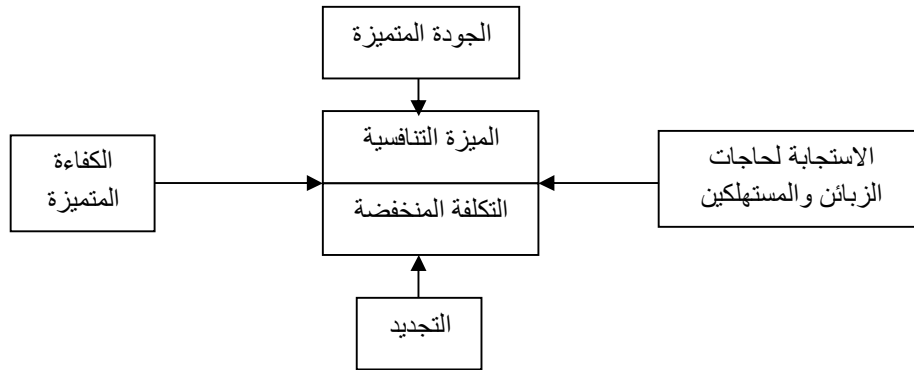 الجودة المتميزة
الميزة التنافسية
الاستجابة لحاجات
الزبائن والمستهلكين
الكفاءة
المتميزة
التكلفة المنخفضة
التجديد